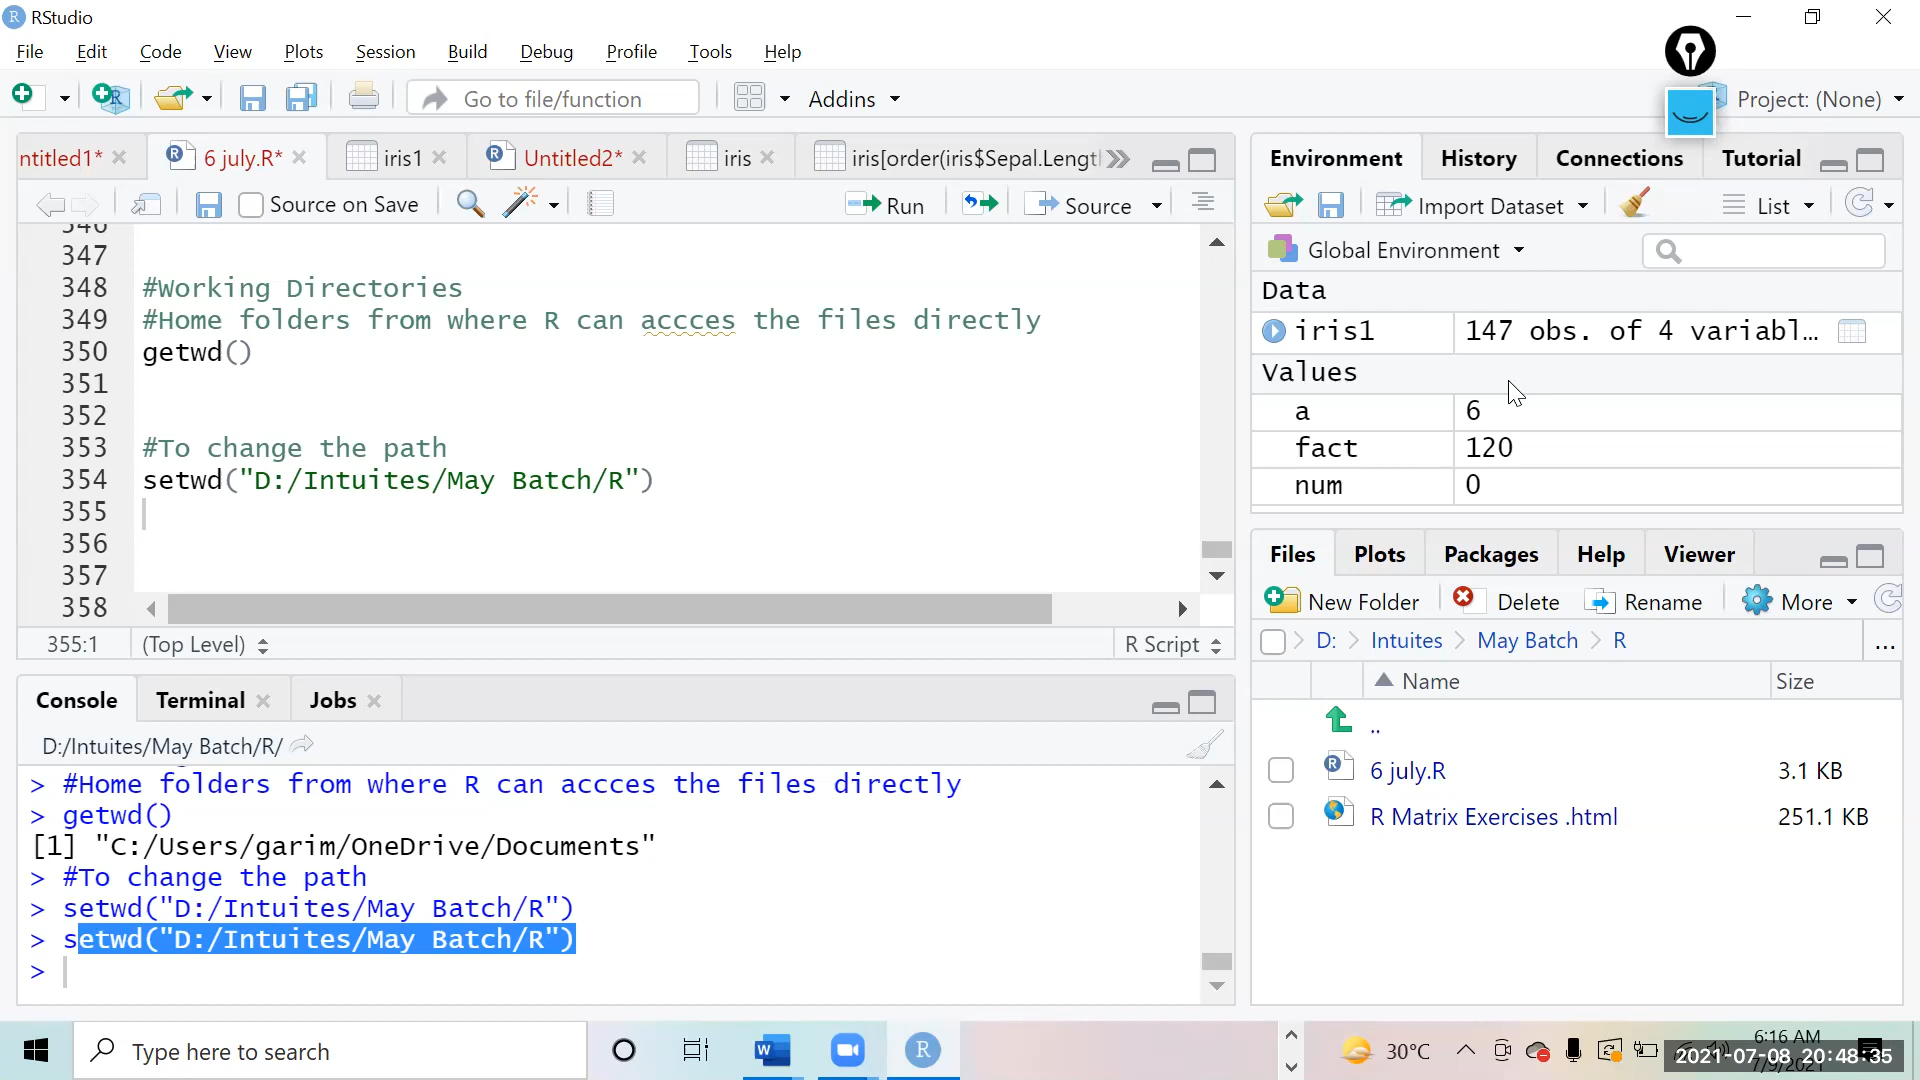 RStudio
File Edit Code View Plots Session Build Debug Profile Tools Help
Go to file/function Addins Project: (None)
ntitled1* 6 july.R* iris1 Untitled2* iris iris[order(iris$Sepal.Lengt
Source on Save Run Source
347
348 #Working Directories
349 #Home folders from where R can accces the files directly
350 getwd()
351
352
353 #To change the path
354 setwd("D:/Intuites/May Batch/R")
355
356
357
358
355:1 (Top Level) R Script
Console Terminal Jobs
D:/Intuites/May Batch/R/
> #Home folders from where R can accces the files directly
> getwd()
[1] "C:/Users/garim/OneDrive/Documents"
> #To change the path
> setwd("D:/Intuites/May Batch/R")
> setwd("D:/Intuites/May Batch/R")
>
Environment History Connections Tutorial
Import Dataset List
Global Environment
Data
iris1 147 obs. of 4 variabl...
Values
a 6
fact 120
num 0
Files Plots Packages Help Viewer
New Folder Delete Rename More
D: Intuites May Batch R ...
Name Size
..
6 july.R 3.1 KB
R Matrix Exercises .html 251.1 KB
Type here to search
30°C
6:16 AM
2021-07-08 20:48:35